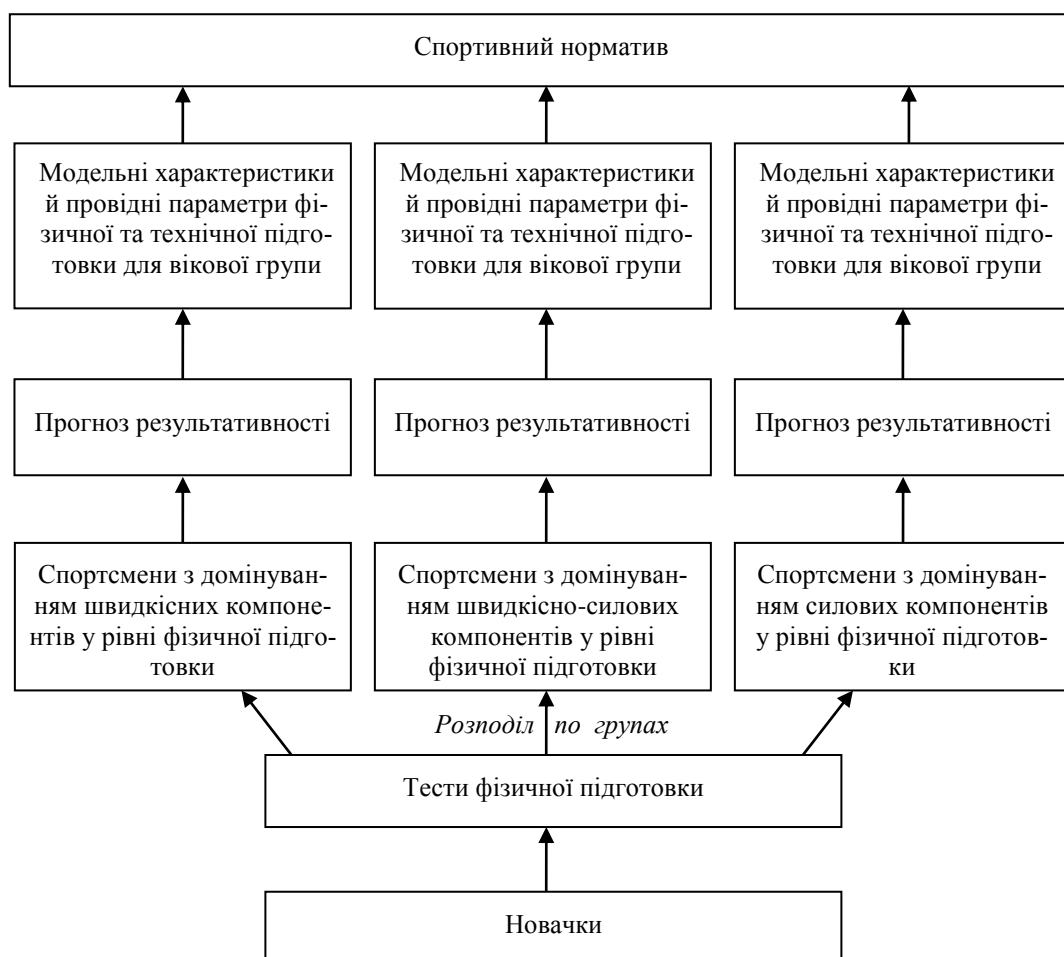 Спортивний норматив
Модельні характеристики
й провідні параметри фі-
зичної та технічної підго-
товки для вікової групи
Модельні характеристики
й провідні параметри фі-
зичної та технічної підго-
товки для вікової групи
Модельні характеристики
й провідні параметри фі-
зичної та технічної підго-
товки для вікової групи
Прогноз результативності
Прогноз результативності
Прогноз результативності
Спортсмени з домінуван-
ням швидкісних компоне-
нтів у рівні фізичної підго-
товки
Спортсмени з домінуван-
ням швидкісно-силових
компонентів у рівні
фізичної підготовки
Спортсмени з домінуван-
ням силових компонентів
у рівні фізичної підготов-
ки
Розподіл по групах
Тести фізичної підготовки
Новачки